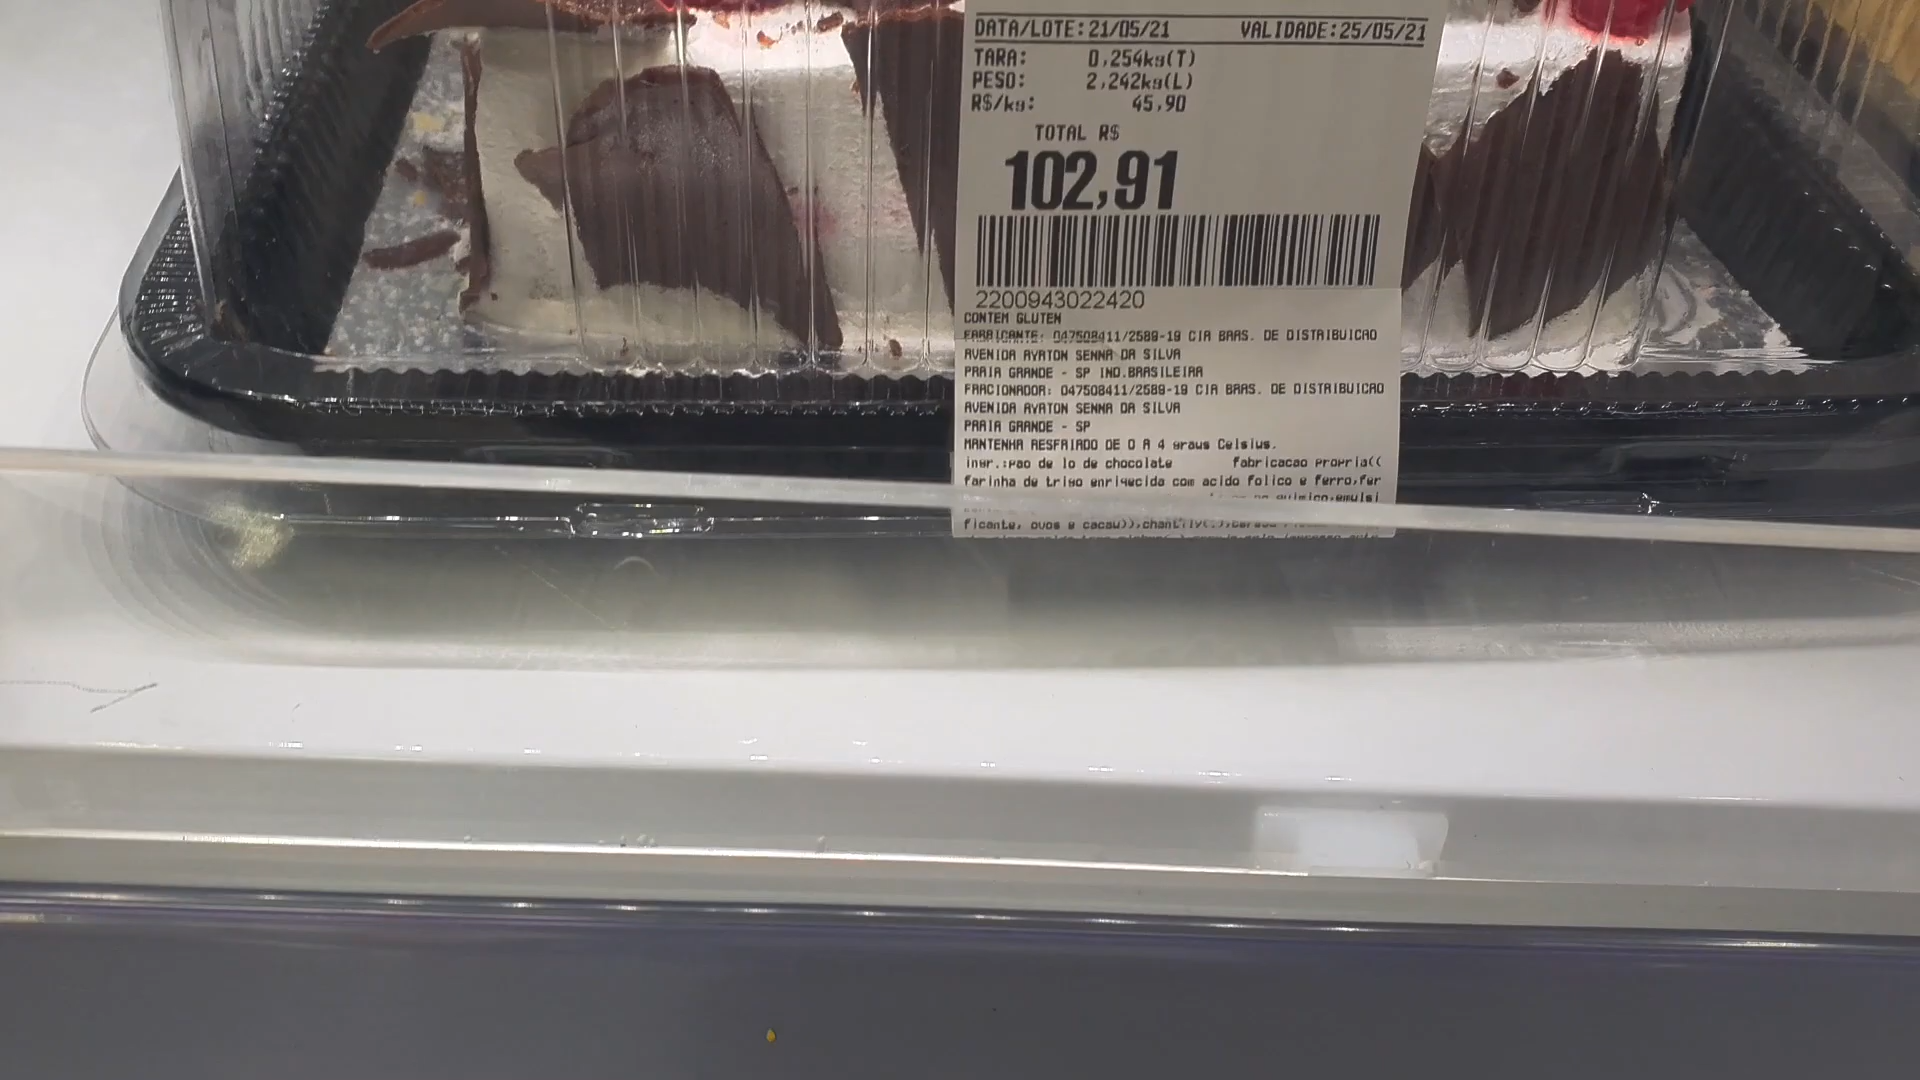 DATA/LOTE:21/05/21 VALIDADE:25/05/21
TARA: 0,254kg(T)
PESO: 2,242kg(L)
R$/kg: 45,90
TOTAL R$
102,91
2200943022420
CONTEM GLUTEN
FABRICANTE: 047508411/2589-19 CIA BRAS. DE DISTRIBUICAO
AVENIDA AYRTON SENNA DA SILVA
PRAIA GRANDE - SP IND.BRASILEIRA
FRACIONADOR: 047508411/2589-19 CIA BRAS. DE DISTRIBUICAO
AVENIDA AYRTON SENNA DA SILVA
PRAIA GRANDE - SP
MANTENHA RESFRIADO DE 0 A 4 graus Celsius.
ingr.:pao de lo de chocolate fabricacao propria((
farinha de trigo enriqecida com acido folico e ferro,fer
quimico,emulsi
ficante, ovos e cacau)),chantily(